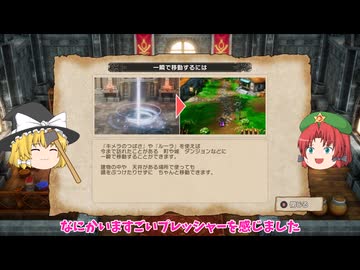 一瞬で移動するには
「キメラのつばさ」や「ルーラ」を使えば
今まで訪れたことがある 町や城 ダンジョンなどに
一瞬で移動することができます。
建物の中や 天井がある場所で使っても
頭をぶつけたりせずに ちゃんと移動できます。
閉じる
なにかいますごいプレッシャーを感じました